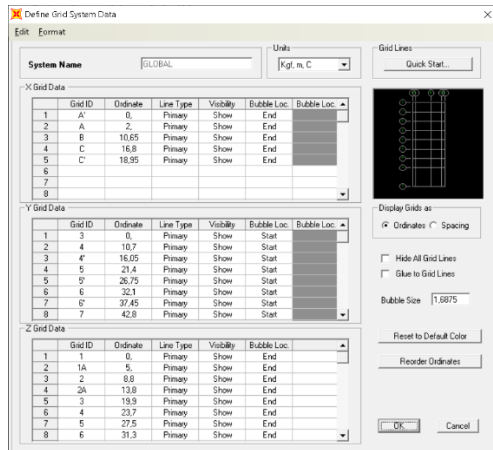 Define Grid System Data
Edit Format
System Name GLOBAL
Units
Kgf, m, C
Grid Lines
Quick Start...
X Grid Data
Grid ID Ordinate Line Type Visibility Bubble Loc. Bubble Loc.
1 A' 0, Primary Show End
2 A 2, Primary Show End
3 B 10,65 Primary Show End
4 C 16,8 Primary Show End
5 C' 18,95 Primary Show End
6
7
8
Y Grid Data
Grid ID Ordinate Line Type Visibility Bubble Loc. Bubble Loc.
1 3 0, Primary Show Start
2 4 10,7 Primary Show Start
3 4' 16,05 Primary Show Start
4 5 21,4 Primary Show Start
5 5' 26,75 Primary Show Start
6 6 32,1 Primary Show Start
7 6' 37,45 Primary Show Start
8 7 42,8 Primary Show Start
Z Grid Data
Grid ID Ordinate Line Type Visibility Bubble Loc.
1 1 0, Primary Show End
2 1A 5, Primary Show End
3 2 8,8 Primary Show End
4 2A 13,8 Primary Show End
5 3 19,9 Primary Show End
6 4 23,7 Primary Show End
7 5 27,5 Primary Show End
8 6 31,3 Primary Show End
Display Grids as
Ordinates Spacing
Hide All Grid Lines
Glue to Grid Lines
Bubble Size 1,6875
Reset to Default Color
Reorder Ordinates
OK Cancel